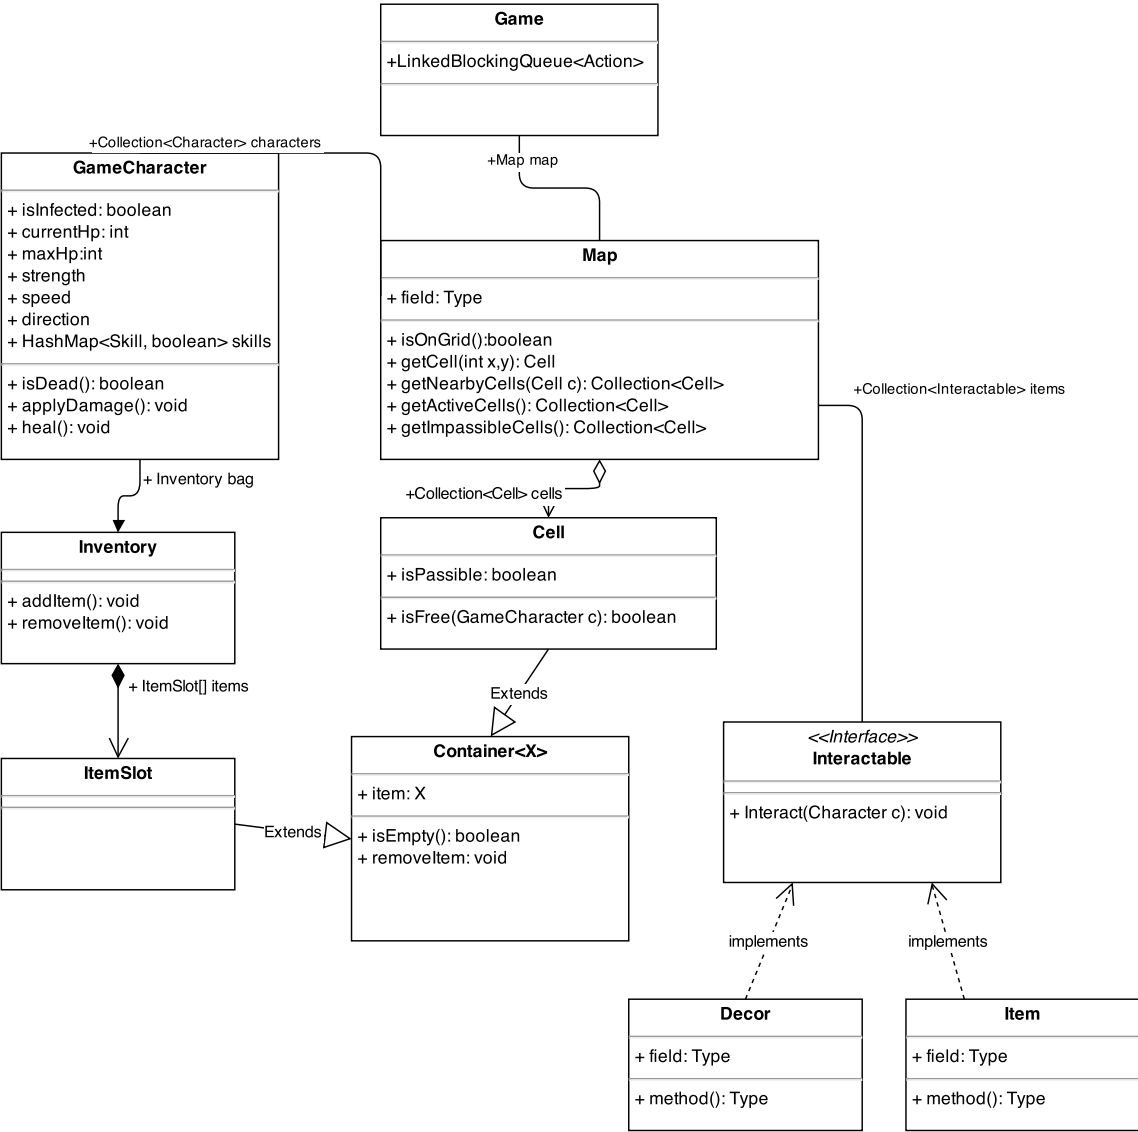 Game
+LinkedBlockingQueue<Action>
+Collection<Character> characters
+Map map
GameCharacter
+ isInfected: boolean
+ currentHp: int
+ maxHp:int
+ strength
+ speed
+ direction
+ HashMap<Skill, boolean> skills
+ isDead(): boolean
+ applyDamage(): void
+ heal(): void
Map
+ field: Type
+ isOnGrid():boolean
+ getCell(int x,y): Cell
+ getNearbyCells(Cell c): Collection<Cell>
+ getActiveCells(): Collection<Cell>
+ getImpassibleCells(): Collection<Cell>
+Collection<Interactable> items
+ Inventory bag
+Collection<Cell> cells
Inventory
+ addItem(): void
+ removeItem(): void
Cell
+ isPassible: boolean
+ isFree(GameCharacter c): boolean
+ ItemSlot[] items
Extends
ItemSlot
Extends
Container<X>
+ item: X
+ isEmpty(): boolean
+ removeItem: void
<<Interface>>
Interactable
+ Interact(Character c): void
implements
implements
Decor
+ field: Type
+ method(): Type
Item
+ field: Type
+ method(): Type